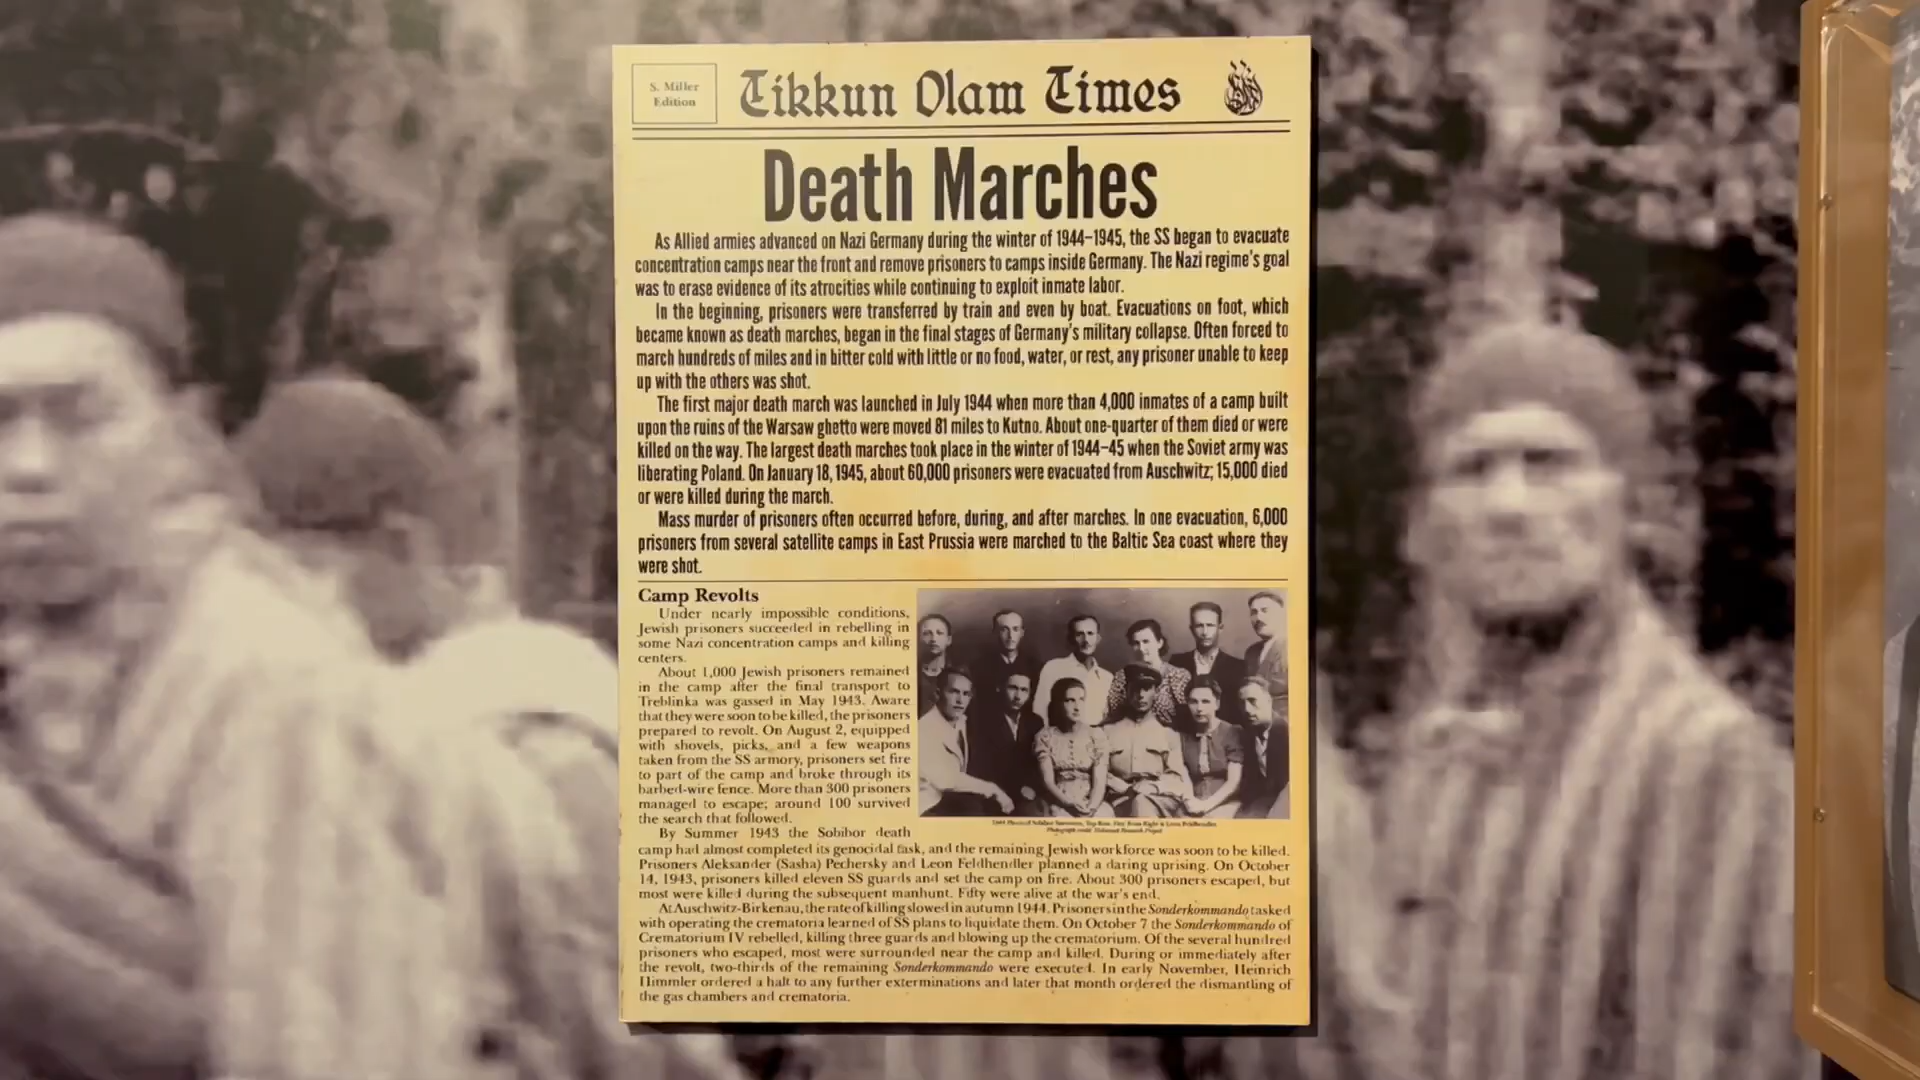 S. Miller
Edition
Tikkun Olam Times
Death Marches
As Allied armies advanced on Nazi Germany during the winter of 1944–1945, the SS began to evacuate
concentration camps near the front and remove prisoners to camps inside Germany. The Nazi regime's goal
was to erase evidence of its atrocities while continuing to exploit inmate labor.
In the beginning, prisoners were transferred by train and even by boat. Evacuations on foot, which
became known as death marches, began in the final stages of Germany's military collapse. Often forced to
march hundreds of miles and in bitter cold with little or no food, water, or rest, any prisoner unable to keep
up with the others was shot.
The first major death march was launched in July 1944 when more than 4,000 inmates of a camp built
upon the ruins of the Warsaw ghetto were moved 81 miles to Kutno. About one-quarter of them died or were
killed on the way. The largest death marches took place in the winter of 1944–45 when the Soviet army was
liberating Poland. On January 18, 1945, about 60,000 prisoners were evacuated from Auschwitz; 15,000 died
or were killed during the march.
Mass murder of prisoners often occurred before, during, and after marches. In one evacuation, 6,000
prisoners from several satellite camps in East Prussia were marched to the Baltic Sea coast where they
were shot.
Camp Revolts
Under nearly impossible conditions,
Jewish prisoners succeeded in rebelling in
some Nazi concentration camps and killing
centers.
About 1,000 Jewish prisoners remained
in the camp after the final transport to
Treblinka was gassed in May 1943. Aware
that they were soon to be killed, the prisoners
prepared to revolt. On August 2, equipped
with shovels, picks, and a few weapons
taken from the SS armory, prisoners set fire
to part of the camp and broke through its
barbed-wire fence. More than 300 prisoners
managed to escape; around 100 survived
the search that followed.
By Summer 1943 the Sobibor death
camp had almost completed its genocidal task, and the remaining Jewish workforce was soon to be killed.
Prisoners Aleksander (Sasha) Pechersky and Leon Feldhendler planned a daring uprising. On October
14, 1943, prisoners killed eleven SS guards and set the camp on fire. About 300 prisoners escaped, but
most were killed during the subsequent manhunt. Fifty were alive at the war's end.
At Auschwitz-Birkenau, the rate of killing slowed in autumn 1944. Prisoners in the Sonderkommando tasked
with operating the crematoria learned of SS plans to liquidate them. On October 7 the Sonderkommando of
Crematorium IV rebelled, killing three guards and blowing up the crematorium. Of the several hundred
prisoners who escaped, most were surrounded near the camp and killed. During or immediately after
the revolt, two-thirds of the remaining Sonderkommando were executed. In early November, Heinrich
Himmler ordered a halt to any further exterminations and later that month ordered the dismantling of
the gas chambers and crematoria.